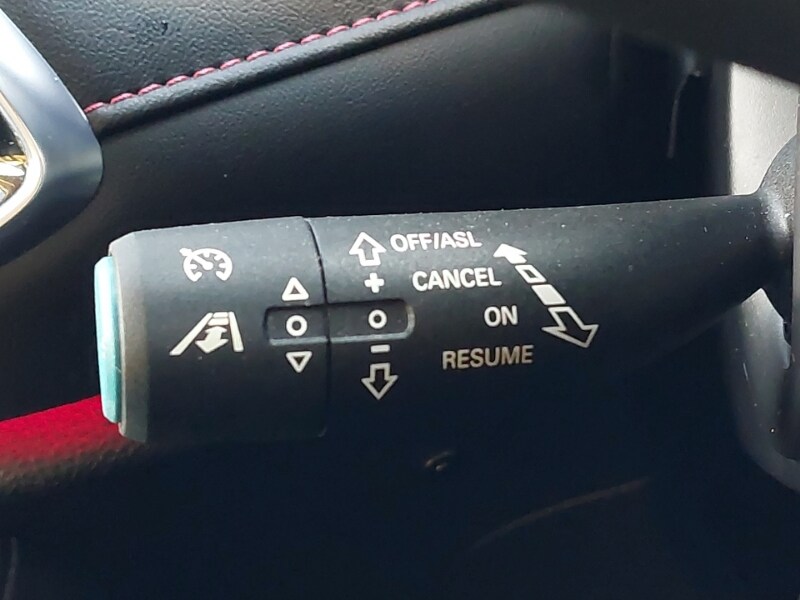 OFF/ASL
+
CANCEL
ON
-
RESUME